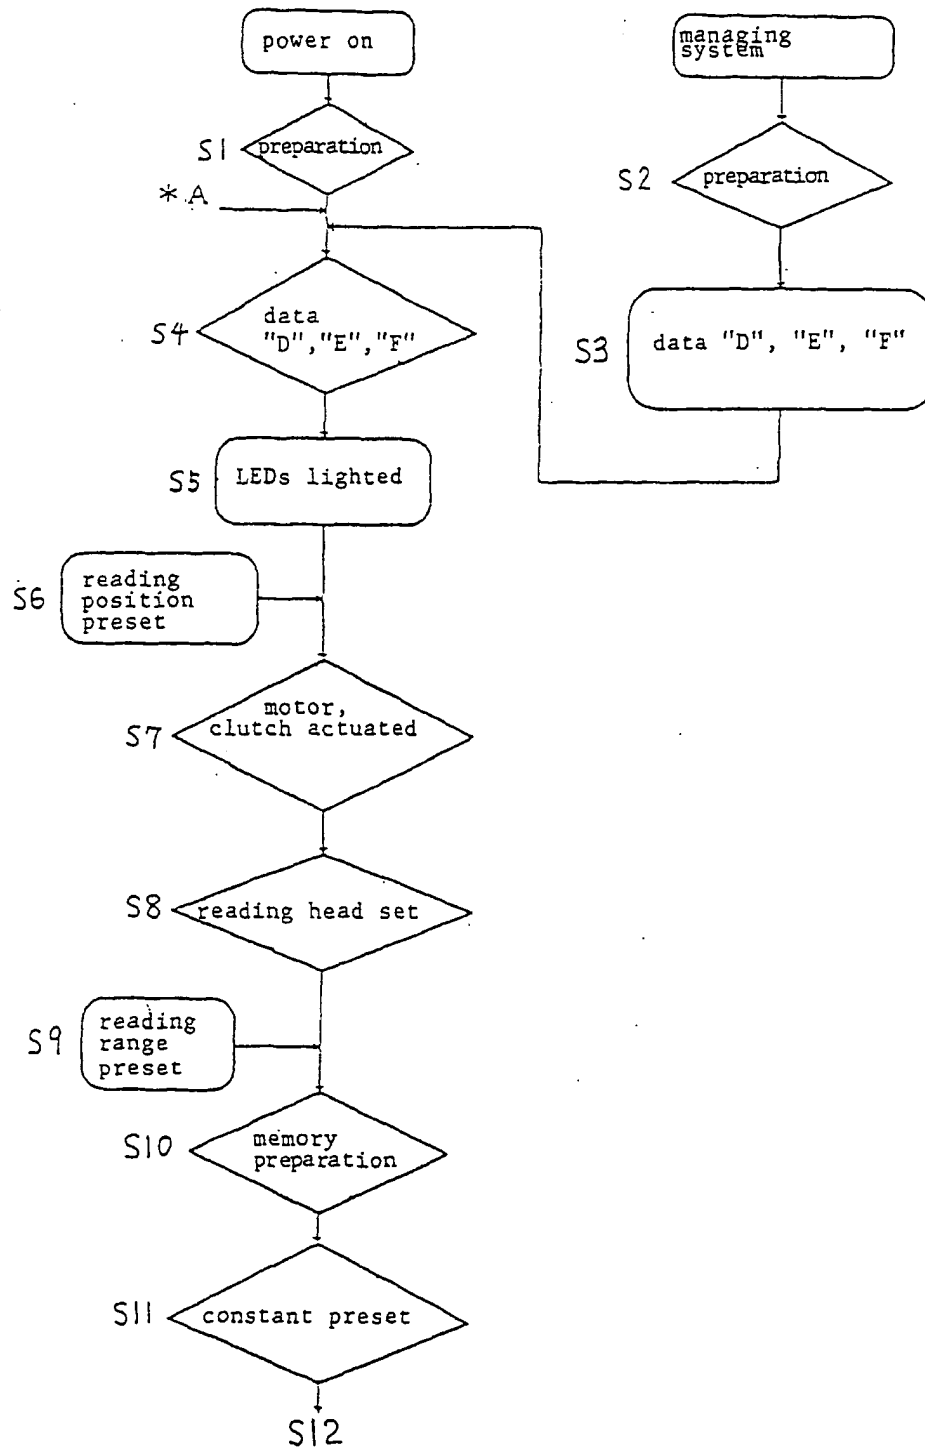 power on
managing
system
S1
preparation
S2
preparation
*A
S4
data
"D","E","F"
S3
data "D", "E", "F"
S5
LEDs lighted
S6
reading
position
preset
S7
motor,
clutch actuated
S8
reading head set
S9
reading
range
preset
S10
memory
preparation
S11
constant preset
S12